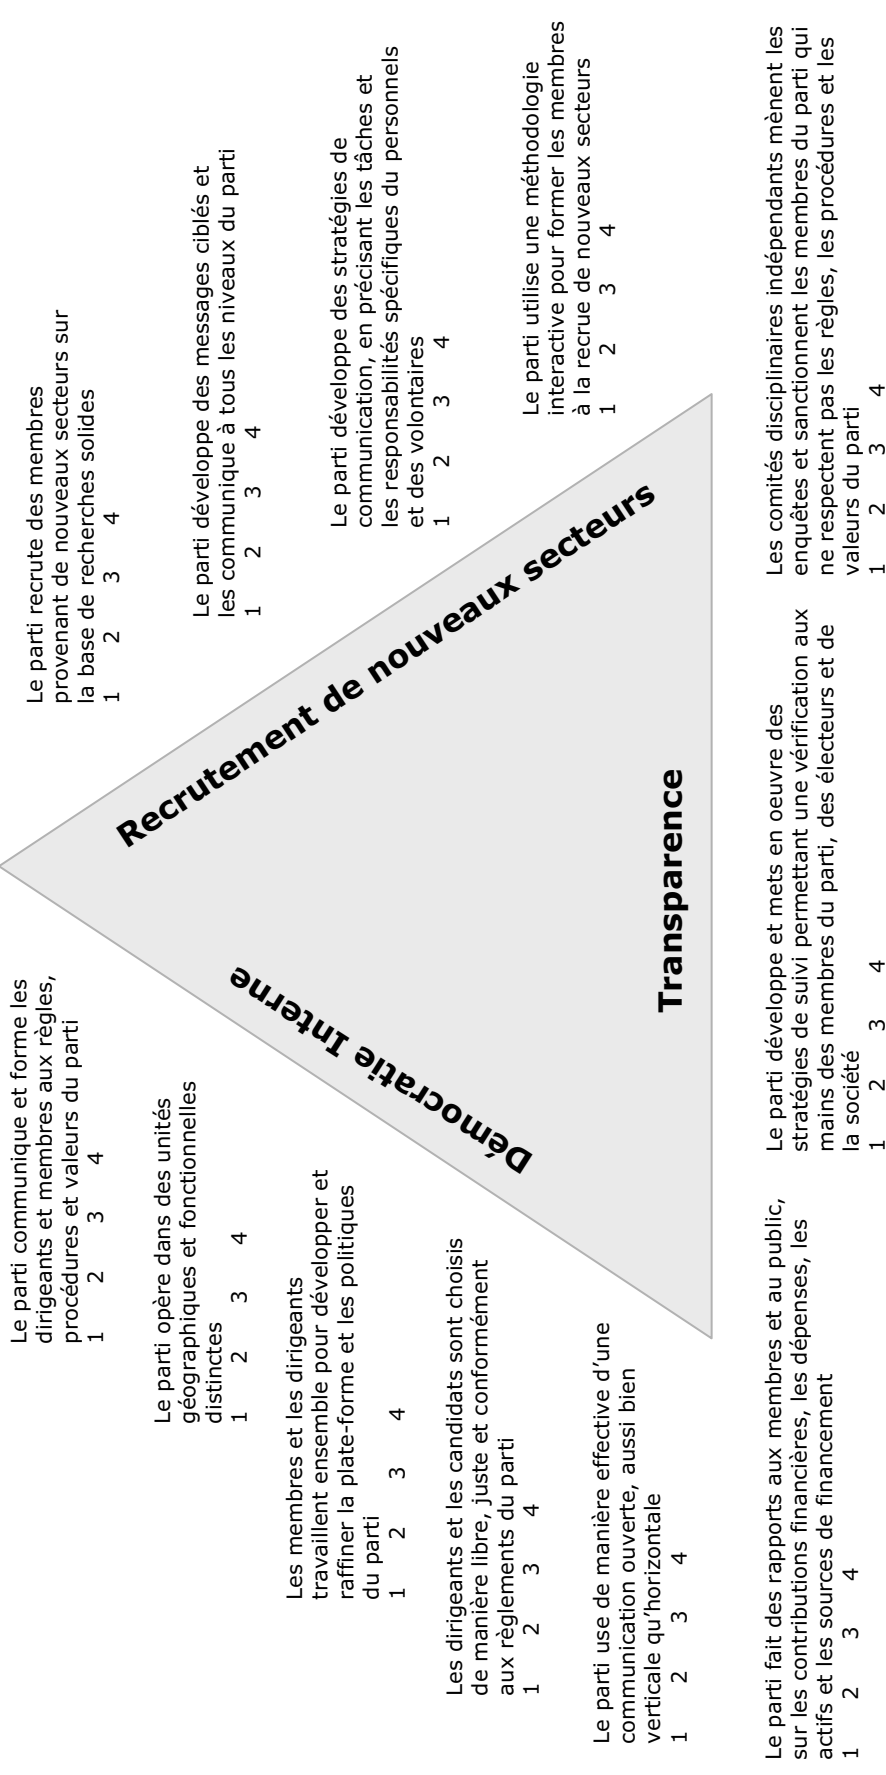 Le parti communique et forme les
dirigeants et membres aux règles,
procédures et valeurs du parti
1 2 3 4
Le parti opère dans des unités
géographiques et fonctionnelles
distinctes
1 2 3 4
Les membres et les dirigeants
travaillent ensemble pour développer et
raffiner la plate-forme et les politiques
du parti
1 2 3 4
Les dirigeants et les candidats sont choisis
de manière libre, juste et conformément
aux règlements du parti
1 2 3 4
Le parti use de manière effective d’une
communication ouverte, aussi bien
verticale qu’horizontale
1 2 3 4
Démocratie Interne
Recrutement de nouveaux secteurs
Transparence
Le parti recrute des membres
provenant de nouveaux secteurs sur
la base de recherches solides
1 2 3 4
Le parti développe des messages ciblés et
les communique à tous les niveaux du parti
1 2 3 4
Le parti développe des stratégies de
communication, en précisant les tâches et
les responsabilités spécifiques du personnels
et des volontaires
1 2 3 4
Le parti utilise une méthodologie
interactive pour former les membres
à la recrue de nouveaux secteurs
1 2 3 4
Le parti fait des rapports aux membres et au public,
sur les contributions financières, les dépenses, les
actifs et les sources de financement
1 2 3 4
Le parti développe et mets en oeuvre des
stratégies de suivi permettant une vérification aux
mains des membres du parti, des électeurs et de
la société
1 2 3 4
Les comités disciplinaires indépendants mènent les
enquêtes et sanctionnent les membres du parti qui
ne respectent pas les règles, les procédures et les
valeurs du parti
1 2 3 4